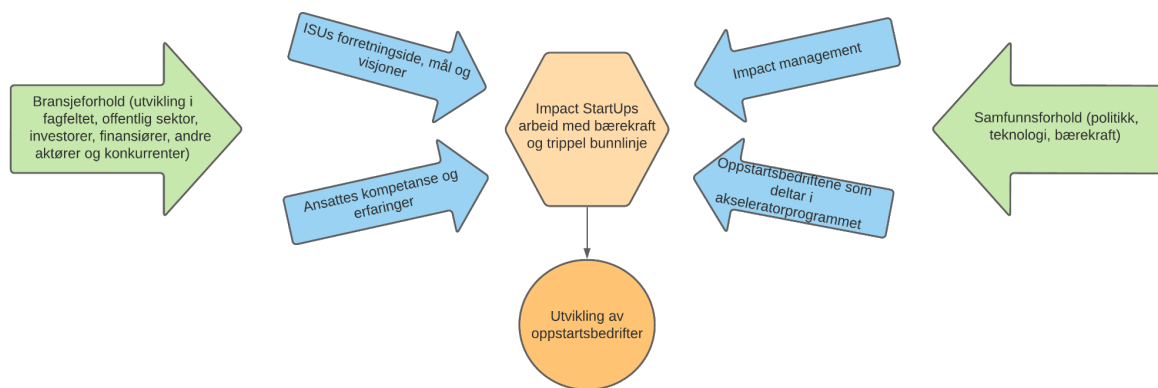 Bransjeforhold (utvikling i
fagfeltet, offentlig sektor,
investorer, finansiører, andre
aktører og konkurrenter)
ISUs forretningside, mål og
visjoner
Ansattes kompetanse og
erfaringer
Impact StartUps
arbeid med bærekraft
og trippel bunnlinje
Utvikling av
oppstartsbedrifter
Impact management
Oppstartsbedriftene som
deltar i
akseleratorprogrammet
Samfunnsforhold (politikk,
teknologi, bærekraft)